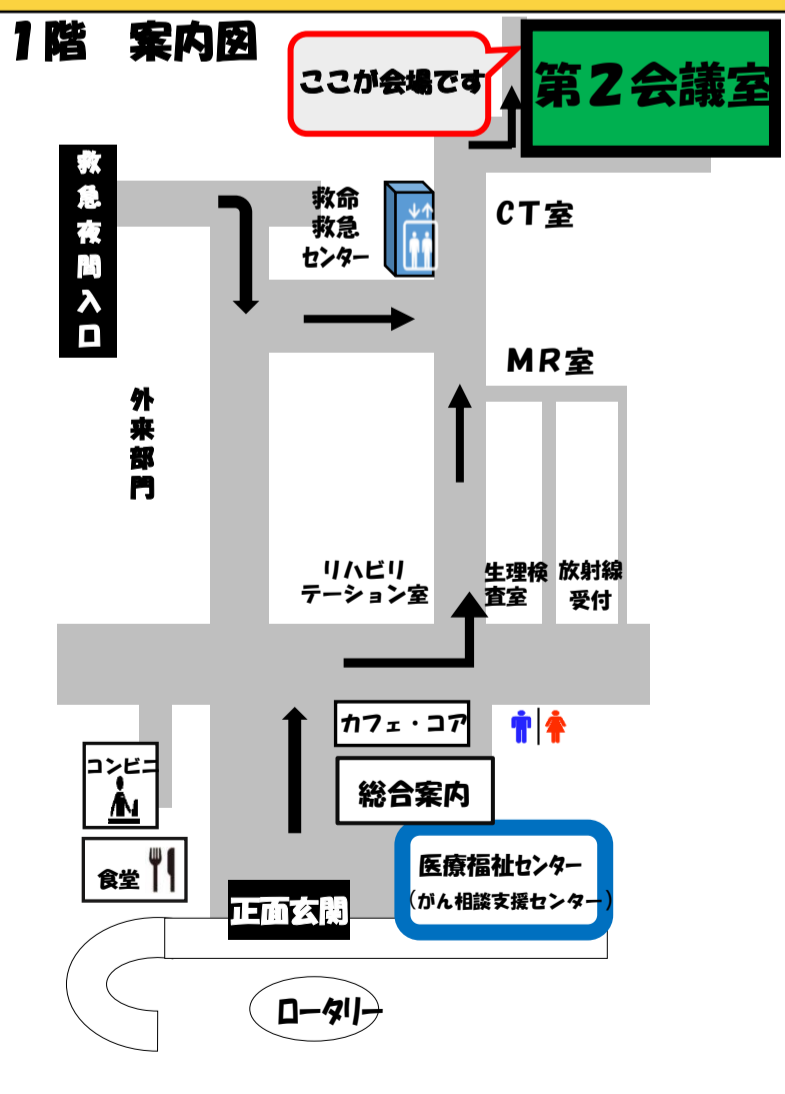 1階 案内図
ここが会場です
第2会議室
救急夜間入口
救命
救急
センター
CT室
MR室
外来部門
リハビリ
テーション室
生理検
査室
放射線
受付
カフェ・コア
コンビニ
総合案内
食堂
医療福祉センター
(がん相談支援センター)
正面玄関
ロータリー